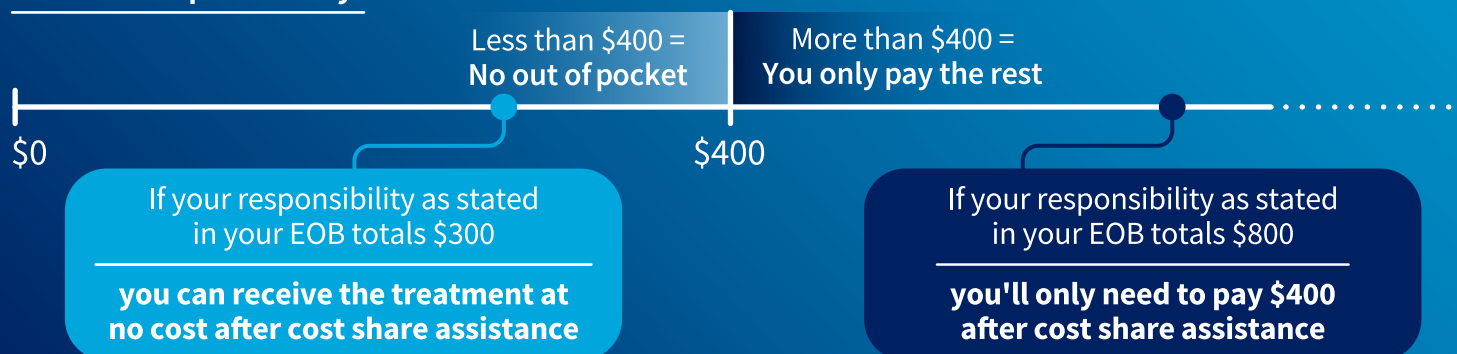 Less than $400 =
No out of pocket
More than $400 =
You only pay the rest
$0
$400
If your responsibility as stated
in your EOB totals $300
you can receive the treatment at
no cost after cost share assistance
If your responsibility as stated
in your EOB totals $800
you'll only need to pay $400
after cost share assistance